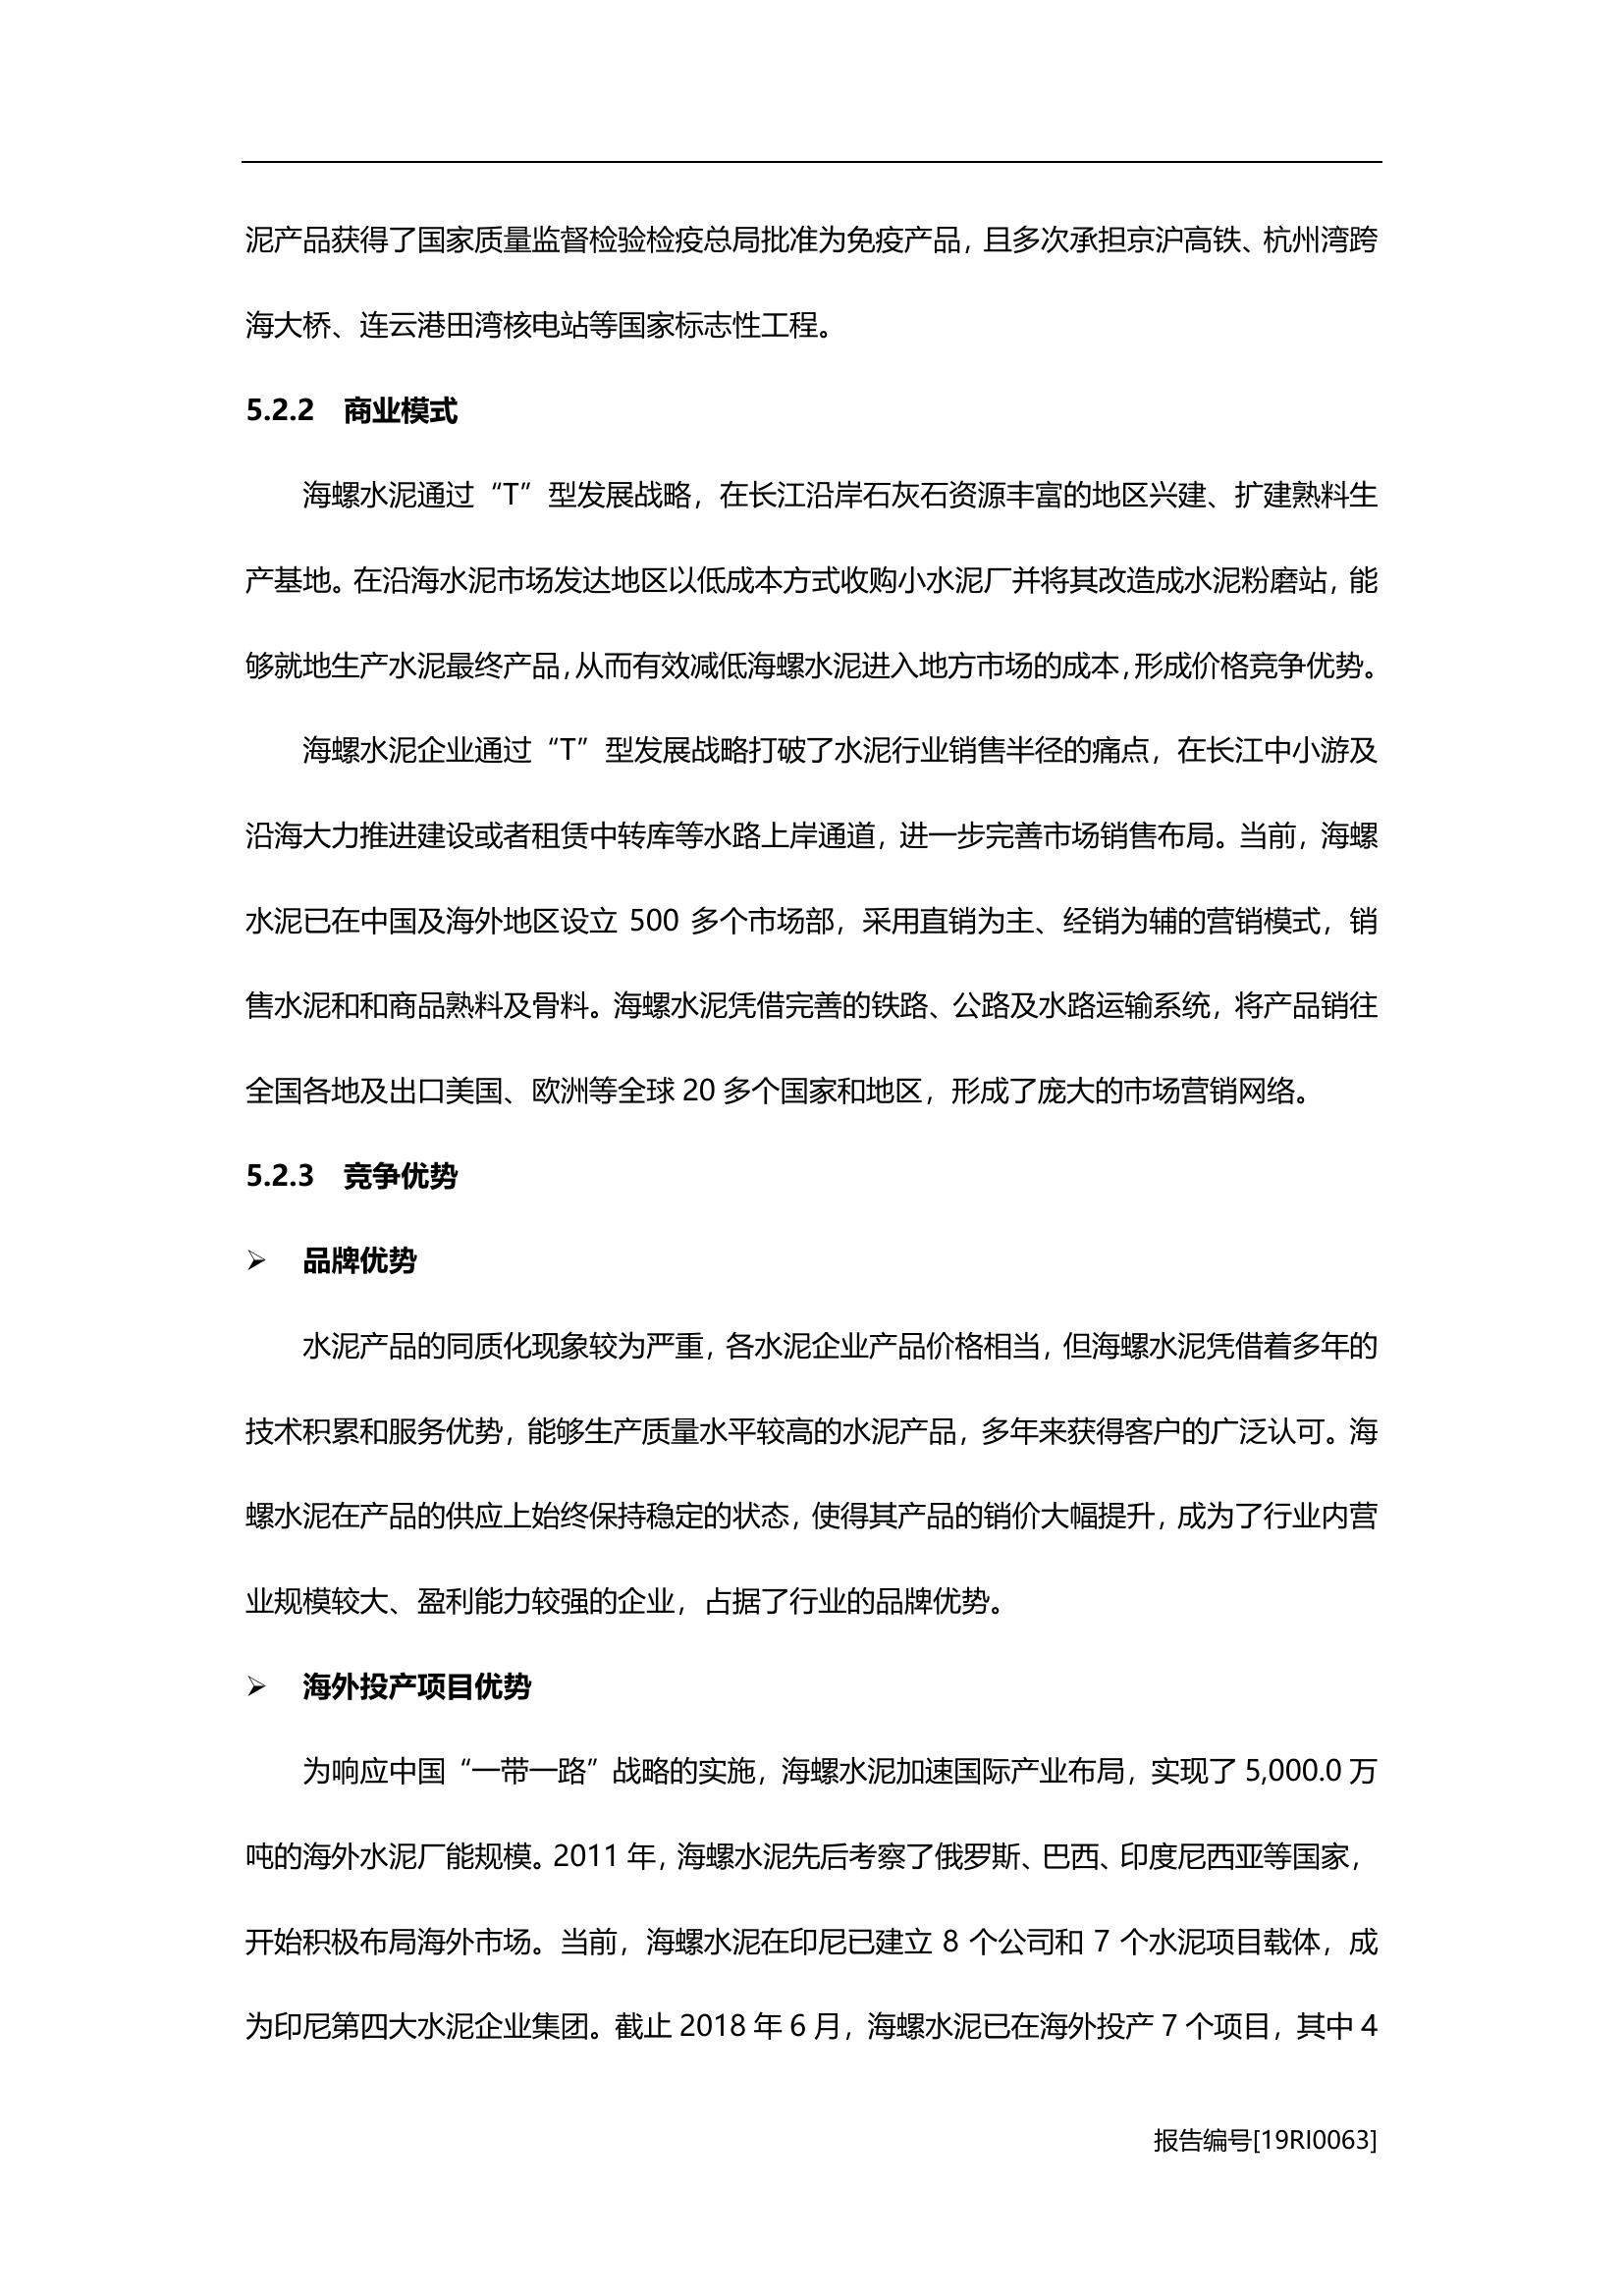 泥产品获得了国家质量监督检验检疫总局批准为免疫产品，且多次承担京沪高铁、杭州湾跨
海大桥、连云港田湾核电站等国家标志性工程。
5.2.2 商业模式
海螺水泥通过“T”型发展战略，在长江沿岸石灰石资源丰富的地区兴建、扩建熟料生
产基地。在沿海水泥市场发达地区以低成本方式收购小水泥厂并将其改造成水泥粉磨站，能
够就地生产水泥最终产品，从而有效减低海螺水泥进入地方市场的成本，形成价格竞争优势。
海螺水泥企业通过“T”型发展战略打破了水泥行业销售半径的痛点，在长江中小游及
沿海大力推进建设或者租赁中转库等水路上岸通道，进一步完善市场销售布局。当前，海螺
水泥已在中国及海外地区设立 500 多个市场部，采用直销为主、经销为辅的营销模式，销
售水泥和和商品熟料及骨料。海螺水泥凭借完善的铁路、公路及水路运输系统，将产品销往
全国各地及出口美国、欧洲等全球 20 多个国家和地区，形成了庞大的市场营销网络。
5.2.3 竞争优势
➢ 品牌优势
水泥产品的同质化现象较为严重，各水泥企业产品价格相当，但海螺水泥凭借着多年的
技术积累和服务优势，能够生产质量水平较高的水泥产品，多年来获得客户的广泛认可。海
螺水泥在产品的供应上始终保持稳定的状态，使得其产品的销价大幅提升，成为了行业内营
业规模较大、盈利能力较强的企业，占据了行业的品牌优势。
➢ 海外投产项目优势
为响应中国“一带一路”战略的实施，海螺水泥加速国际产业布局，实现了 5,000.0 万
吨的海外水泥厂能规模。2011 年，海螺水泥先后考察了俄罗斯、巴西、印度尼西亚等国家，
开始积极布局海外市场。当前，海螺水泥在印尼已建立 8 个公司和 7 个水泥项目载体，成
为印尼第四大水泥企业集团。截止 2018 年 6 月，海螺水泥已在海外投产 7 个项目，其中 4
报告编号[19RI0063]